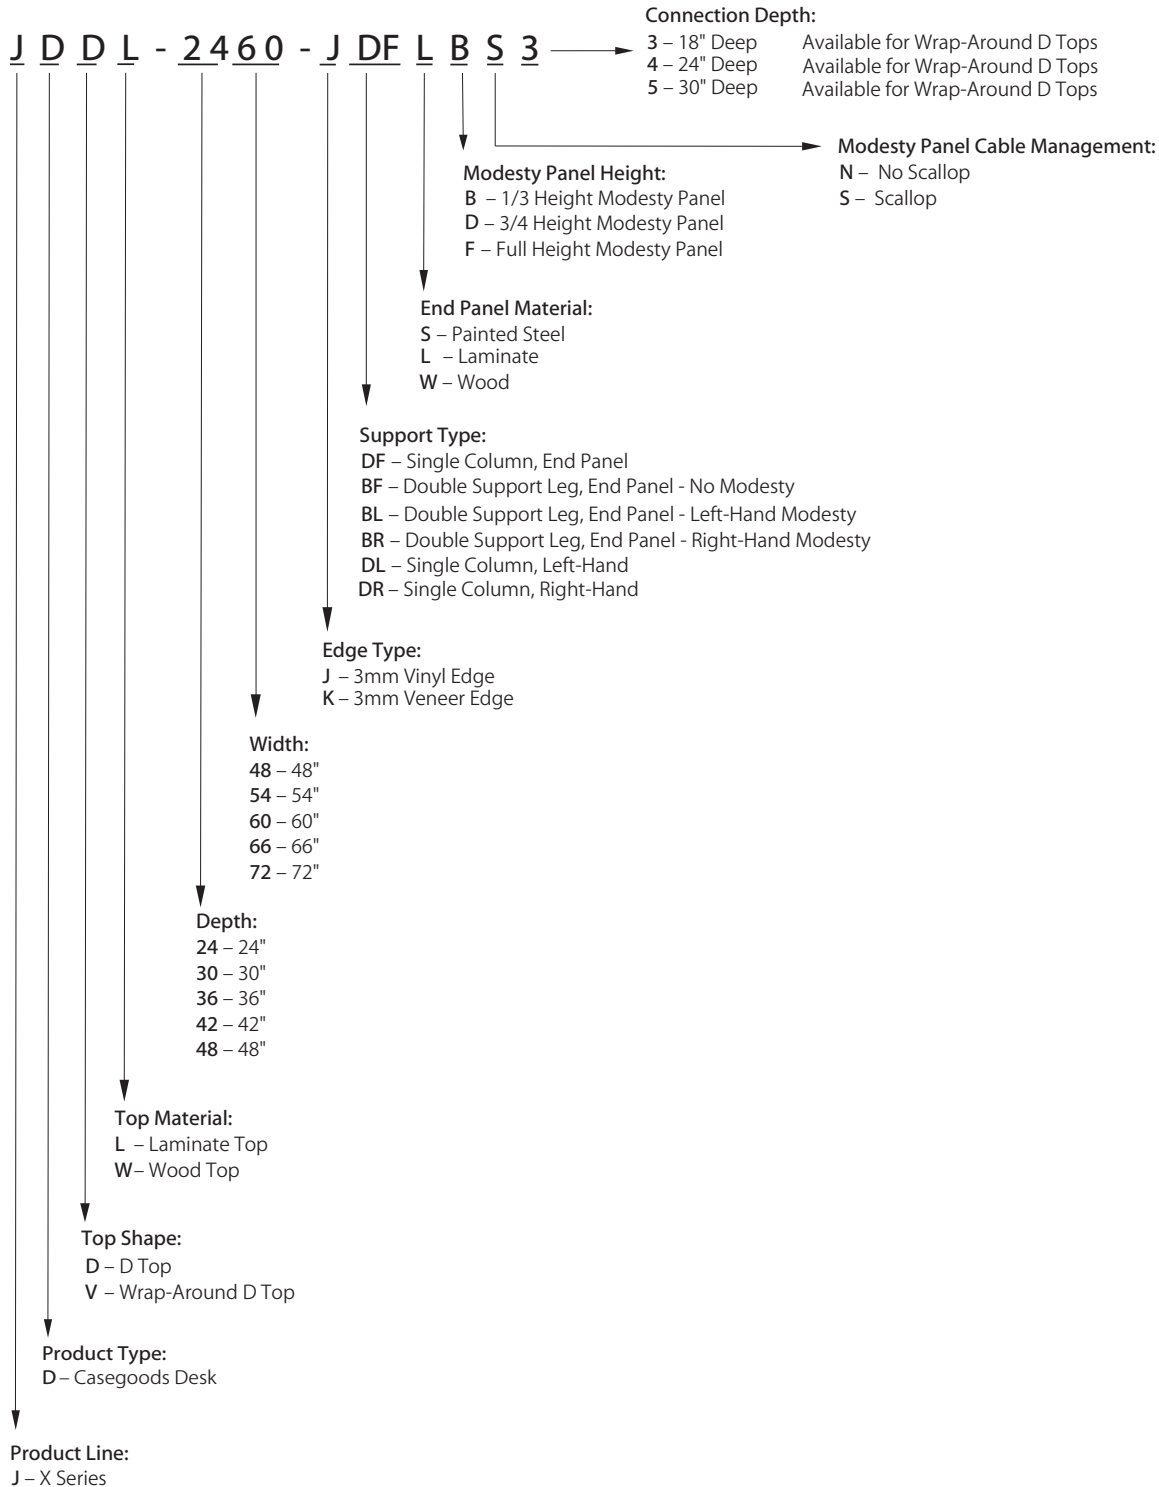 J D D L - 2460 - J DF L B S 3
Connection Depth:
3 – 18" Deep Available for Wrap-Around D Tops
4 – 24" Deep Available for Wrap-Around D Tops
5 – 30" Deep Available for Wrap-Around D Tops
Modesty Panel Cable Management:
N – No Scallop
S – Scallop
Modesty Panel Height:
B – 1/3 Height Modesty Panel
D – 3/4 Height Modesty Panel
F – Full Height Modesty Panel
End Panel Material:
S – Painted Steel
L – Laminate
W – Wood
Support Type:
DF – Single Column, End Panel
BF – Double Support Leg, End Panel - No Modesty
BL – Double Support Leg, End Panel - Left-Hand Modesty
BR – Double Support Leg, End Panel - Right-Hand Modesty
DL – Single Column, Left-Hand
DR – Single Column, Right-Hand
Edge Type:
J – 3mm Vinyl Edge
K – 3mm Veneer Edge
Width:
48 – 48"
54 – 54"
60 – 60"
66 – 66"
72 – 72"
Depth:
24 – 24"
30 – 30"
36 – 36"
42 – 42"
48 – 48"
Top Material:
L – Laminate Top
W – Wood Top
Top Shape:
D – D Top
V – Wrap-Around D Top
Product Type:
D – Casegoods Desk
Product Line:
J – X Series